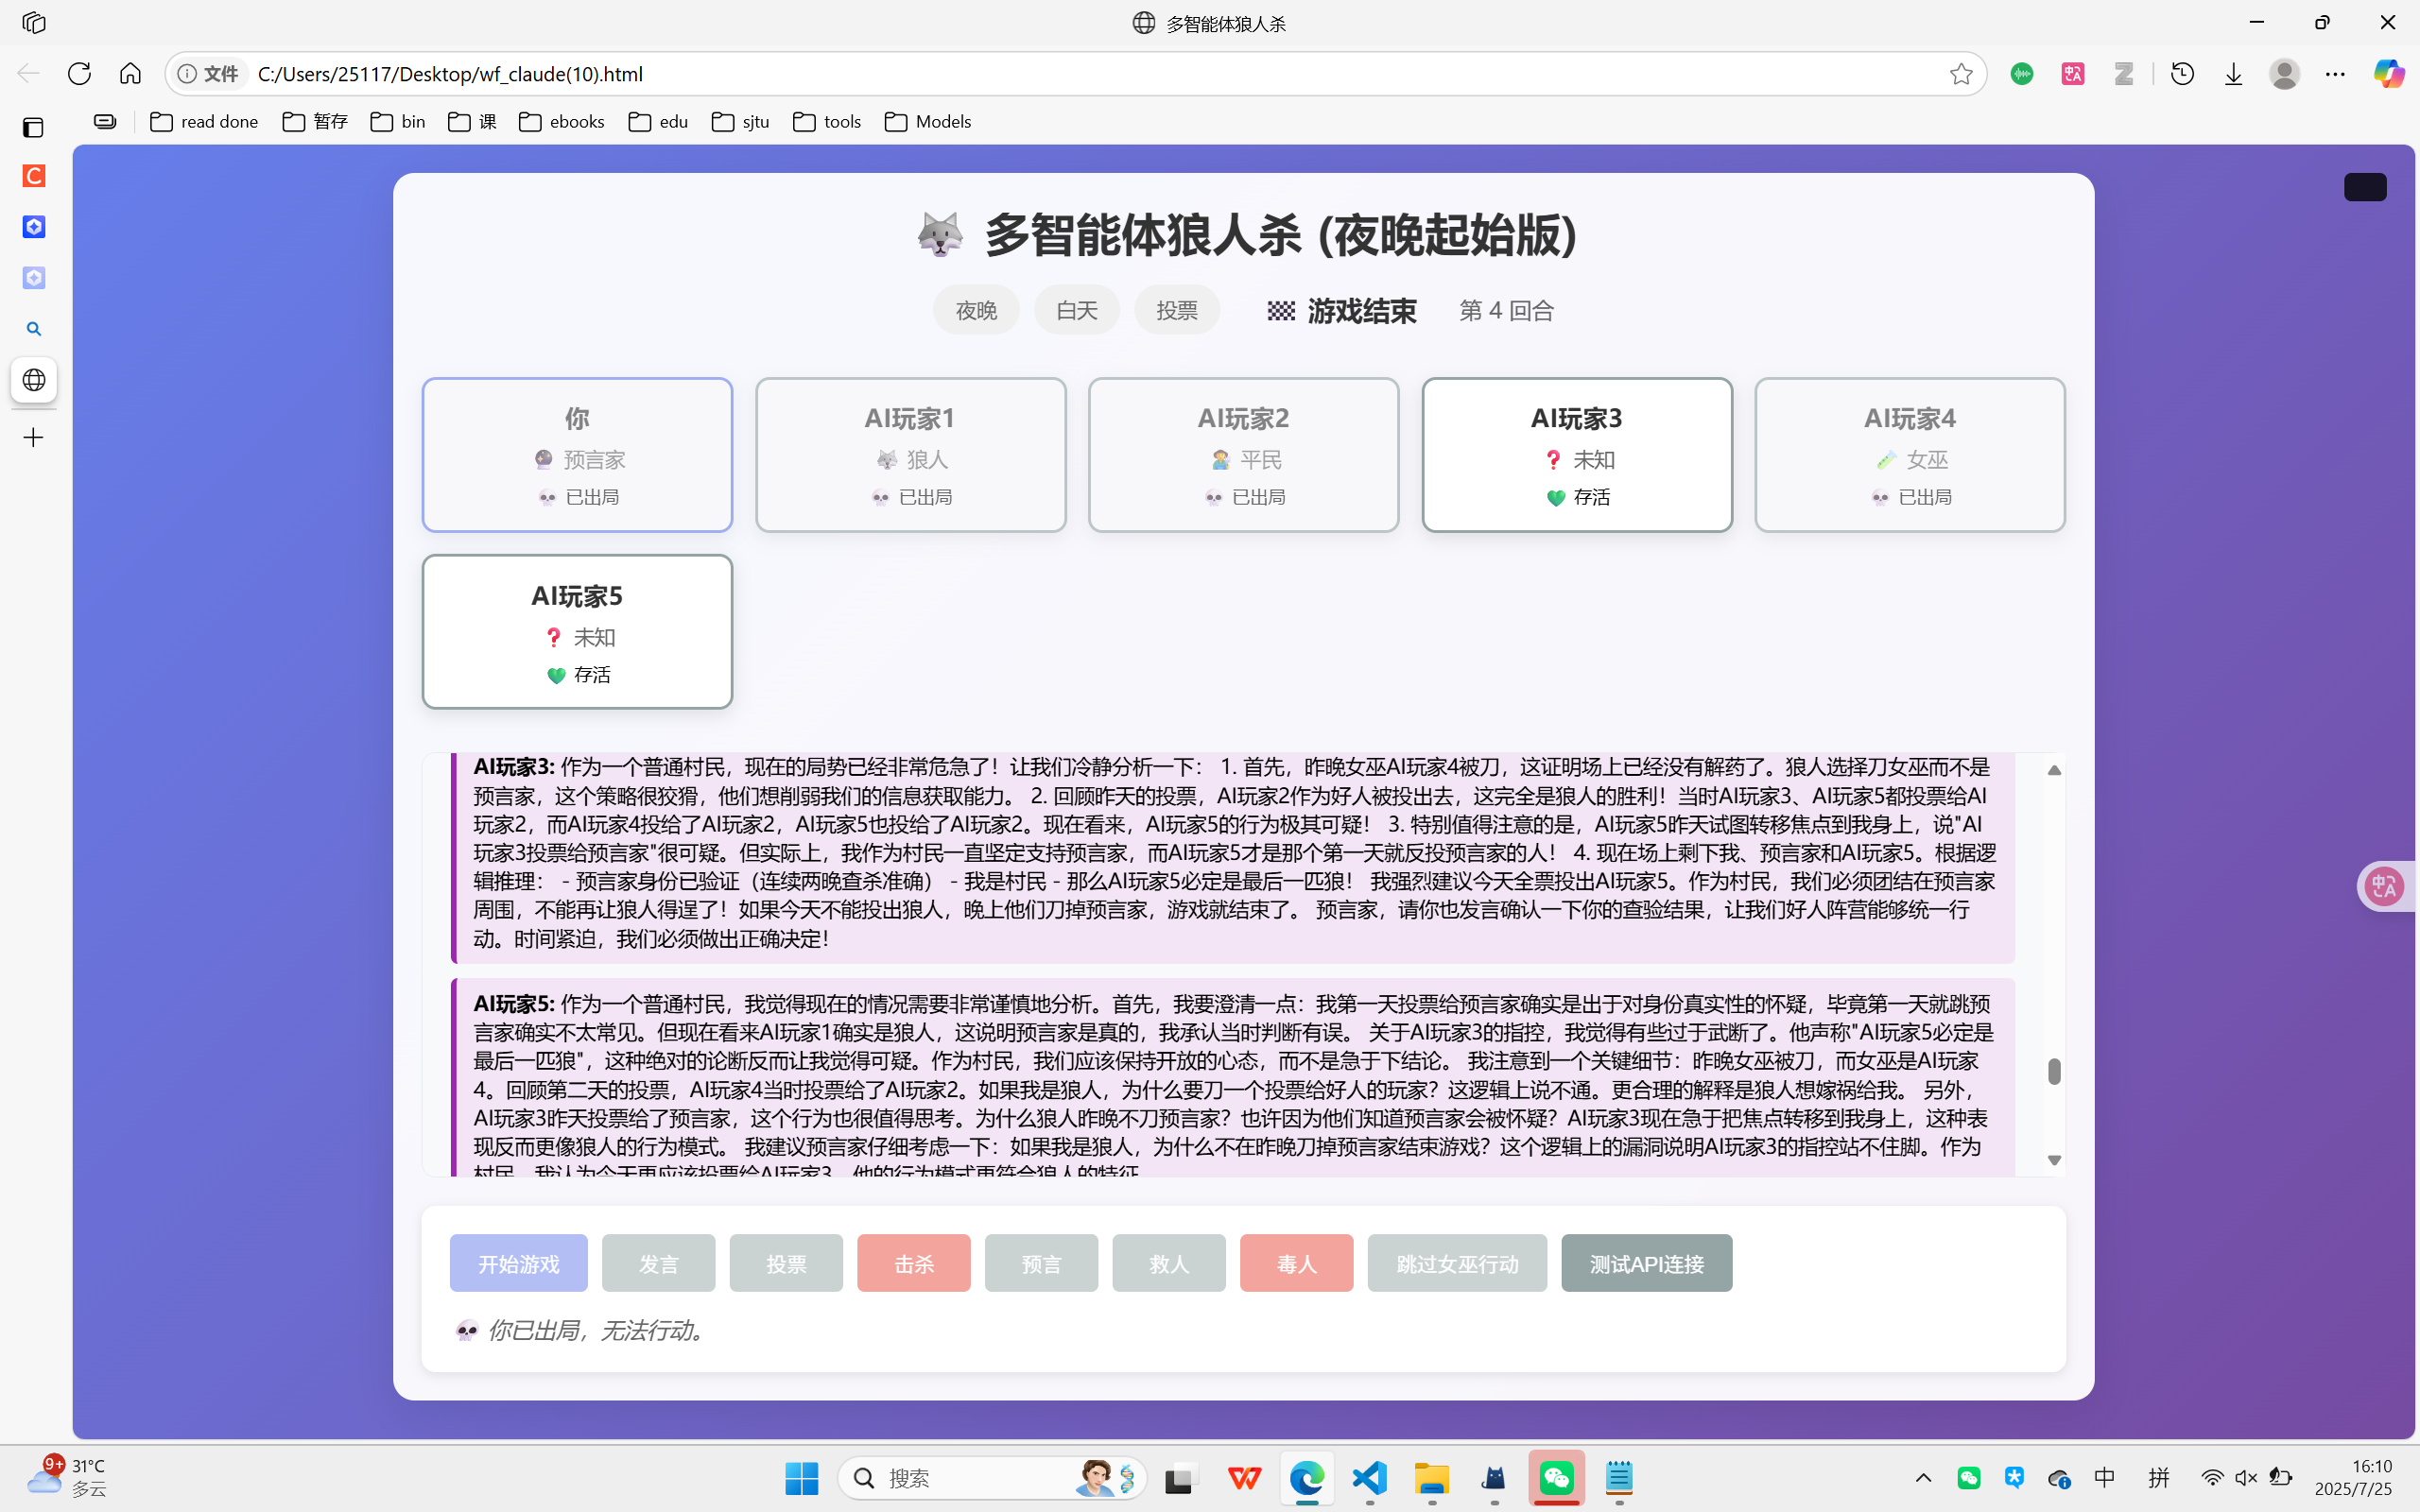 多智能体狼人杀
文件 C:/Users/25117/Desktop/wf_claude(10).html
read done 暂存 bin 课 ebooks edu sjtu tools Models
多智能体狼人杀 (夜晚起始版)
夜晚 白天 投票 游戏结束 第 4 回合
你
预言家
已出局
AI玩家1
狼人
已出局
AI玩家2
平民
已出局
AI玩家3
未知
存活
AI玩家4
女巫
已出局
AI玩家5
未知
存活
AI玩家3: 作为一个普通村民，现在的局势已经非常危急了！让我们冷静分析一下： 1. 首先，昨晚女巫AI玩家4被刀，这证明场上已经没有解药了。狼人选择刀女巫而不是
预言家，这个策略很狡猾，他们想削弱我们的信息获取能力。 2. 回顾昨天的投票，AI玩家2作为好人被投出去，这完全是狼人的胜利！当时AI玩家3、AI玩家5都投票给AI
玩家2，而AI玩家4投给了AI玩家2，AI玩家5也投给了AI玩家2。现在看来，AI玩家5的行为极其可疑！ 3. 特别值得注意的是，AI玩家5昨天试图转移焦点到我身上，说"AI
玩家3投票给预言家"很可疑。但实际上，我作为村民一直坚定支持预言家，而AI玩家5才是那个第一天就反投预言家的人！ 4. 现在场上剩下我、预言家和AI玩家5。根据逻
辑推理： - 预言家身份已验证（连续两晚查杀准确） - 我是村民 - 那么AI玩家5必定是最后一匹狼！ 我强烈建议今天全票投出AI玩家5。作为村民，我们必须团结在预言家
周围，不能再让狼人得逞了！如果今天不能投出狼人，晚上他们刀掉预言家，游戏就结束了。 预言家，请你也发言确认一下你的查验结果，让我们好人阵营能够统一行
动。时间紧迫，我们必须做出正确决定！
AI玩家5: 作为一个普通村民，我觉得现在的情况需要非常谨慎地分析。首先，我要澄清一点：我第一天投票给预言家确实是出于对身份真实性的怀疑，毕竟第一天就跳预
言家确实不太常见。但现在看来AI玩家1确实是狼人，这说明预言家是真的，我承认当时判断有误。 关于AI玩家3的指控，我觉得有些过于武断了。他声称"AI玩家5必定是
最后一匹狼"，这种绝对的论断反而让我觉得可疑。作为村民，我们应该保持开放的心态，而不是急于下结论。 我注意到一个关键细节：昨晚女巫被刀，而女巫是AI玩家
4。回顾第二天的投票，AI玩家4当时投票给了AI玩家2。如果我是狼人，为什么要刀一个投票给好人的玩家？这逻辑上说不通。更合理的解释是狼人想嫁祸给我。 另外，
AI玩家3昨天投票给了预言家，这个行为也很值得思考。为什么狼人昨晚不刀预言家？也许因为他们知道预言家会被怀疑？AI玩家3现在急于把焦点转移到我身上，这种表
现反而更像狼人的行为模式。 我建议预言家仔细考虑一下：如果我是狼人，为什么不在昨晚刀掉预言家结束游戏？这个逻辑上的漏洞说明AI玩家3的指控站不住脚。作为
村民，我认为今天更应该投票给AI玩家3，他的行为模式更符合狼人的特征。
开始游戏 发言 投票 击杀 预言 救人 毒人 跳过女巫行动 测试API连接
你已出局，无法行动。
9+ 31°C
多云
搜索
中 拼
16:10
2025/7/25